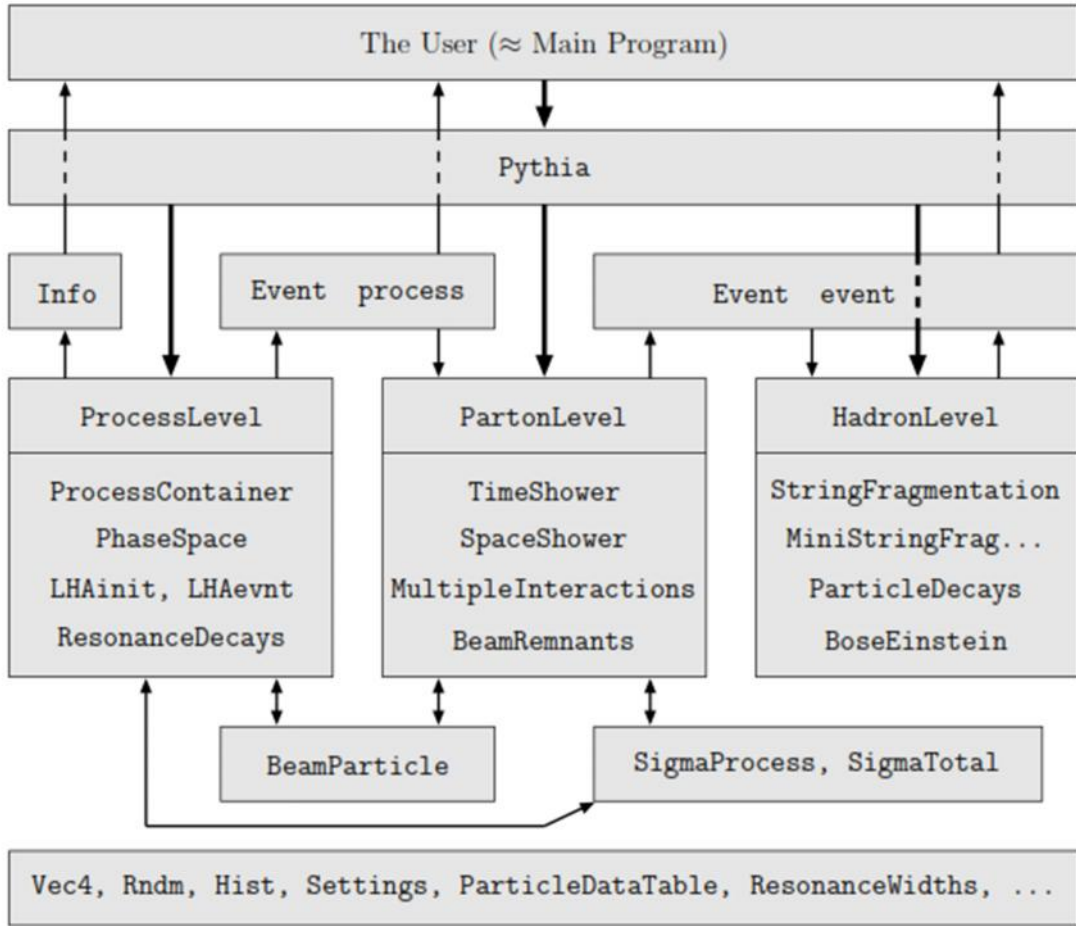 The User (≈ Main Program)
Pythia
Info
Event process
Event event
ProcessLevel
ProcessContainer
PhaseSpace
LHAinit, LHAevnt
ResonanceDecays
PartonLevel
TimeShower
SpaceShower
MultipleInteractions
BeamRemnants
HadronLevel
StringFragmentation
MiniStringFrag...
ParticleDecays
BoseEinstein
BeamParticle
SigmaProcess, SigmaTotal
Vec4, Rndm, Hist, Settings, ParticleDataTable, ResonanceWidths, ...